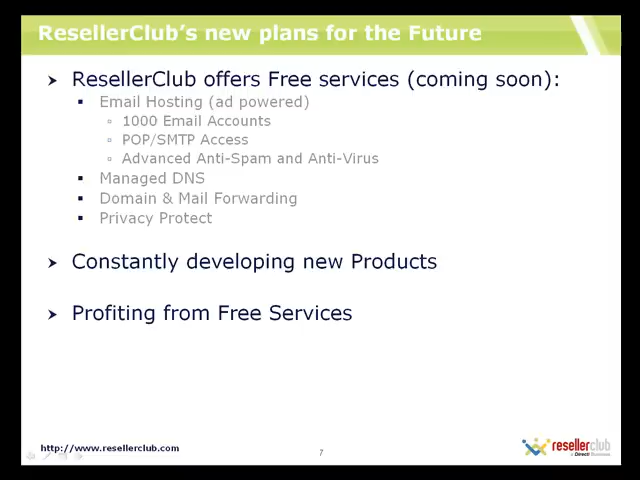 ResellerClub's new plans for the Future
ResellerClub offers Free services (coming soon):
Email Hosting (ad powered)
1000 Email Accounts
POP/SMTP Access
Advanced Anti-Spam and Anti-Virus
Managed DNS
Domain & Mail Forwarding
Privacy Protect
Constantly developing new Products
Profiting from Free Services
http://www.resellerclub.com
7
resellerclub
a Directi Business